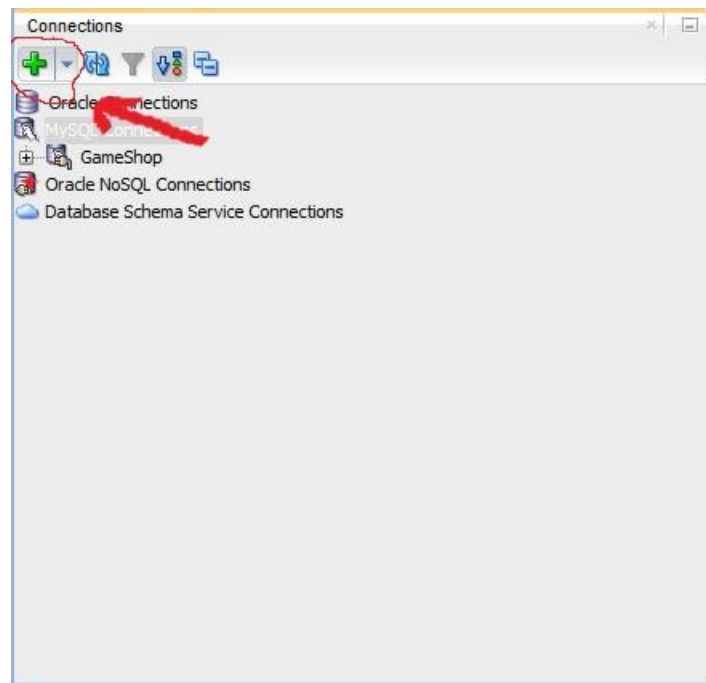 Connections
Oracle Connections
MySQL Connections
GameShop
Oracle NoSQL Connections
Database Schema Service Connections